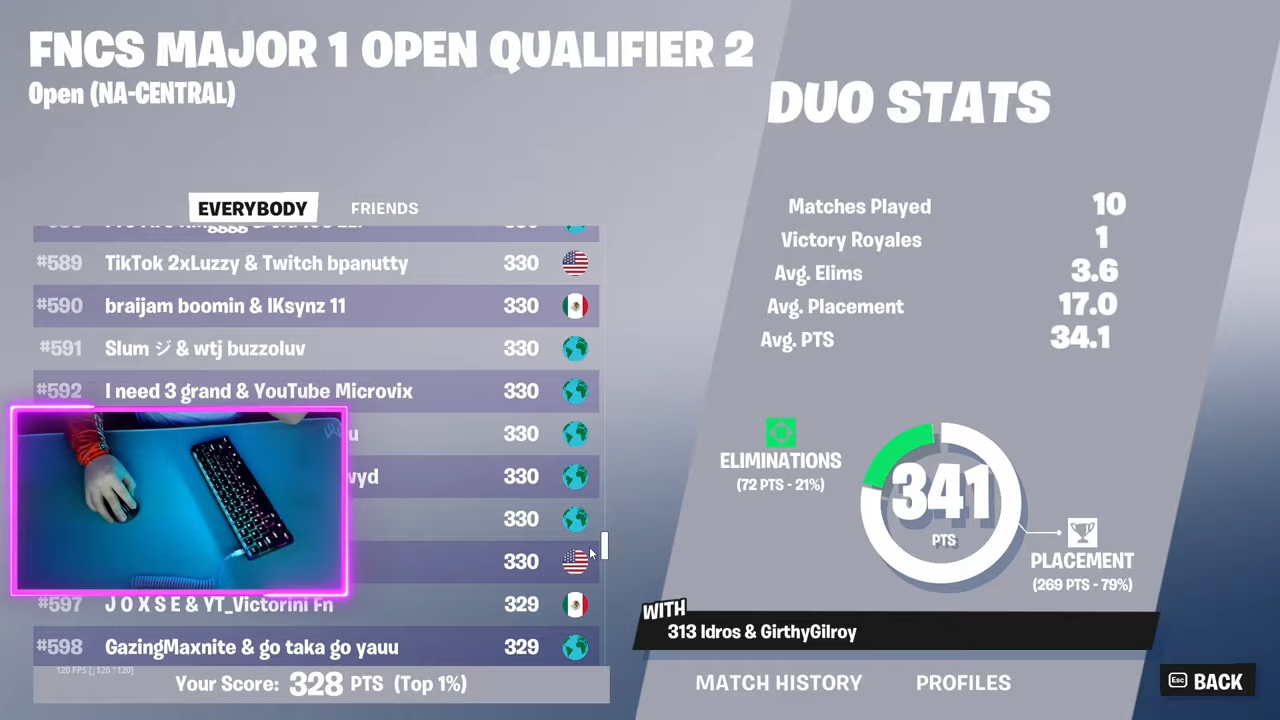 FNCS MAJOR 1 OPEN QUALIFIER 2
Open (NA-CENTRAL)
EVERYBODY
FRIENDS
#589 TikTok 2xLuzzy & Twitch bpanutty 330
#590 braijam boomin & IKsynz 11 330
#591 Slum ジ & wtj buzzoluv 330
#592 I need 3 grand & YouTube Microvix 330
u 330
wyd 330
330
330
#597 J O X S E & YT_Victorini Fn 329
#598 GazingMaxnite & go taka go yauu 329
Your Score: 328 PTS (Top 1%)
DUO STATS
Matches Played 10
Victory Royales 1
Avg. Elims 3.6
Avg. Placement 17.0
Avg. PTS 34.1
ELIMINATIONS
(72 PTS - 21%)
341
PTS
PLACEMENT
(269 PTS - 79%)
WITH
313 Idros & GirthyGilroy
MATCH HISTORY
PROFILES
Esc BACK